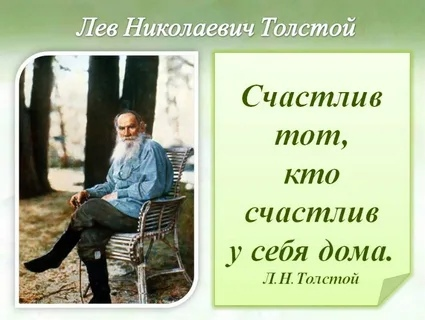 Лев Николаевич Толстой
Счастлив
тот,
кто
счастлив
у себя дома.
Л.Н.Толстой